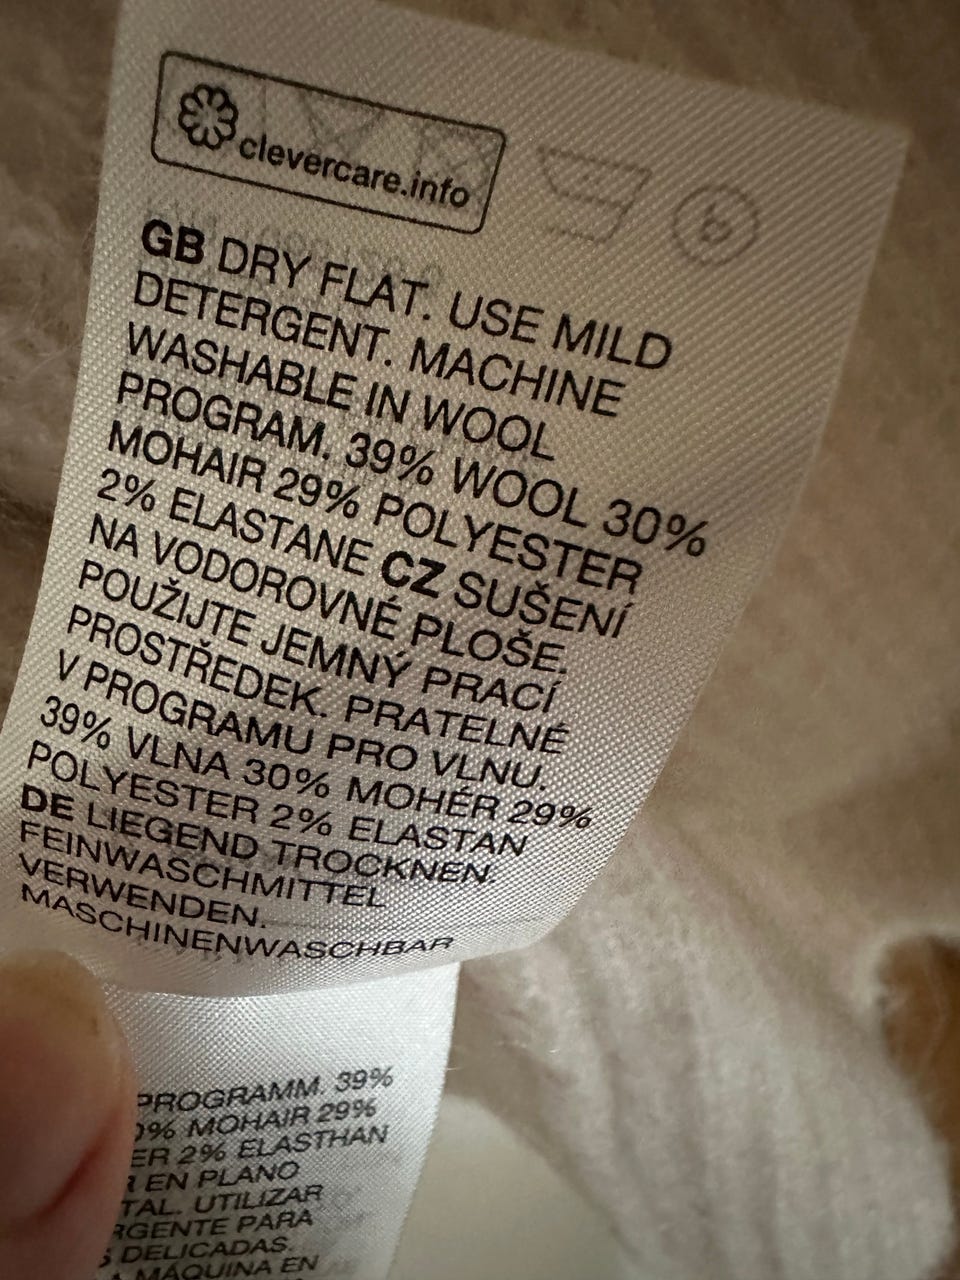 clevercare.info
GB DRY FLAT. USE MILD
DETERGENT. MACHINE
WASHABLE IN WOOL
PROGRAM. 39% WOOL 30%
MOHAIR 29% POLYESTER
2% ELASTANE CZ SUŠENÍ
NA VODOROVNÉ PLOŠE.
POUŽIJTE JEMNÝ PRACÍ
PROSTŘEDEK. PRATELNÉ
V PROGRAMU PRO VLNU.
39% VLNA 30% MOHÉR 29%
POLYESTER 2% ELASTAN
DE LIEGEND TROCKNEN.
FEINWASCHMITTEL
VERWENDEN.
MASCHINENWASCHBAR
PROGRAMM. 39%
MOHAIR 29%
2% ELASTHAN
EN PLANO
UTILIZAR
PARA
DELICADAS.
MÁQUINA EN